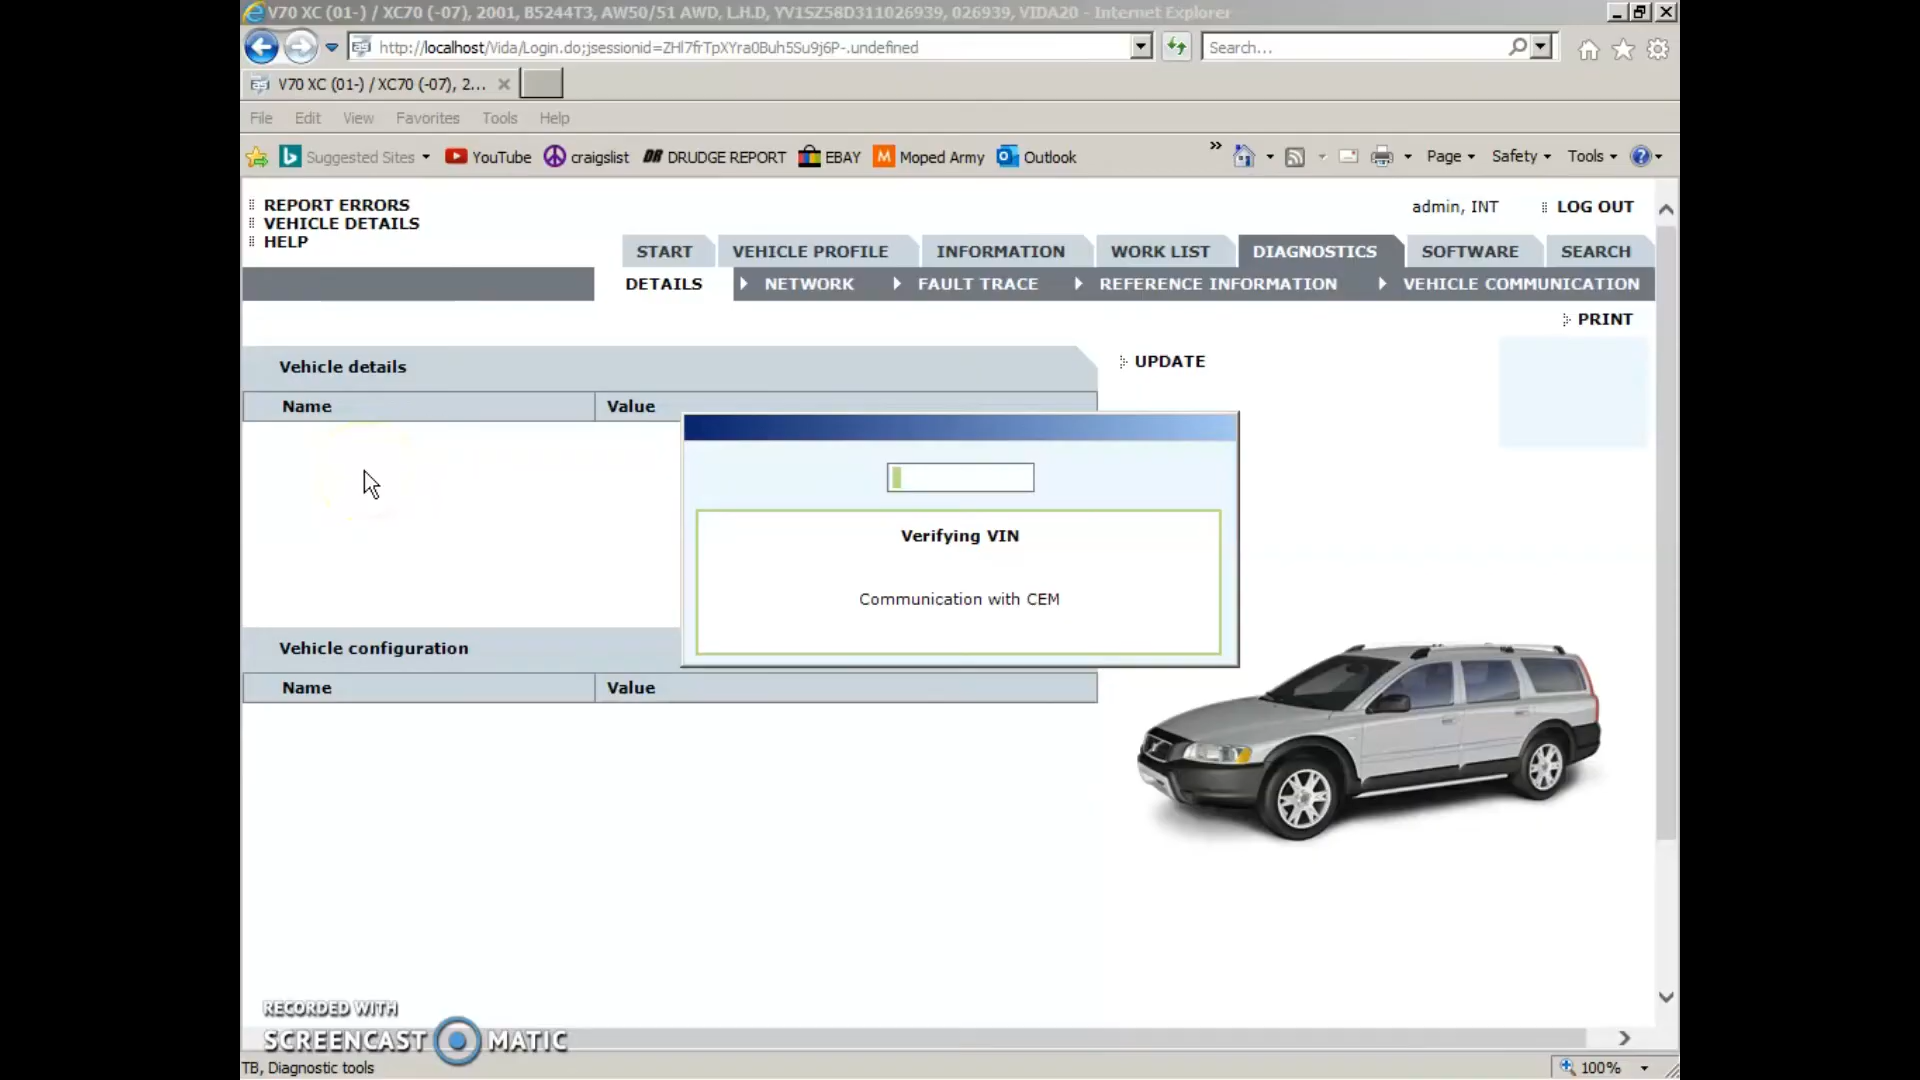 V70 XC (01-) / XC70 (-07), 2001, B5244T3, AW50/51 AWD, L.H.D, YV1SZ58D311026939, 026939, VIDA20 - Internet Explorer
http://localhost/Vida/Login.do;jsessionid=ZHl7frTpXYra0Buh5Su9j6P-.undefined
Search...
V70 XC (01-) / XC70 (-07), 2...
File Edit View Favorites Tools Help
Suggested Sites YouTube craigslist DR DRUDGE REPORT EBAY M Moped Army Outlook » Page Safety Tools
REPORT ERRORS
VEHICLE DETAILS
HELP
admin, INT LOG OUT
START VEHICLE PROFILE INFORMATION WORK LIST DIAGNOSTICS SOFTWARE SEARCH
DETAILS NETWORK FAULT TRACE REFERENCE INFORMATION VEHICLE COMMUNICATION
PRINT
Vehicle details
UPDATE
Name Value
Verifying VIN
Communication with CEM
Vehicle configuration
Name Value
RECORDED WITH
SCREENCAST MATIC
TB, Diagnostic tools
100%